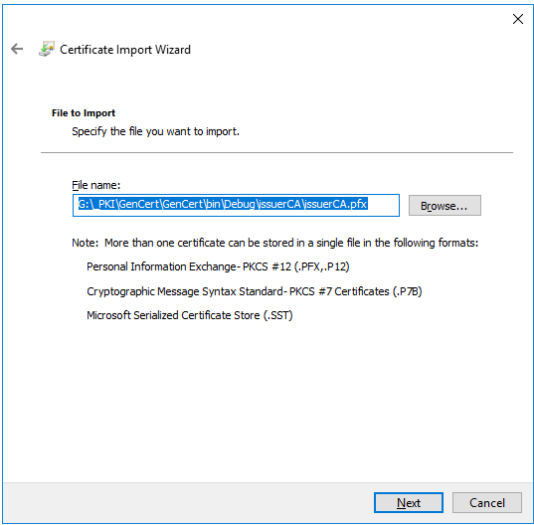 Certificate Import Wizard
File to Import
Specify the file you want to import.
File name:
G:\_PKI\GenCert\GenCert\bin\Debug\issuerCA\issuerCA.pfx
Browse...
Note: More than one certificate can be stored in a single file in the following formats:
Personal Information Exchange- PKCS #12 (.PFX,.P12)
Cryptographic Message Syntax Standard- PKCS #7 Certificates (.P7B)
Microsoft Serialized Certificate Store (.SST)
Next
Cancel